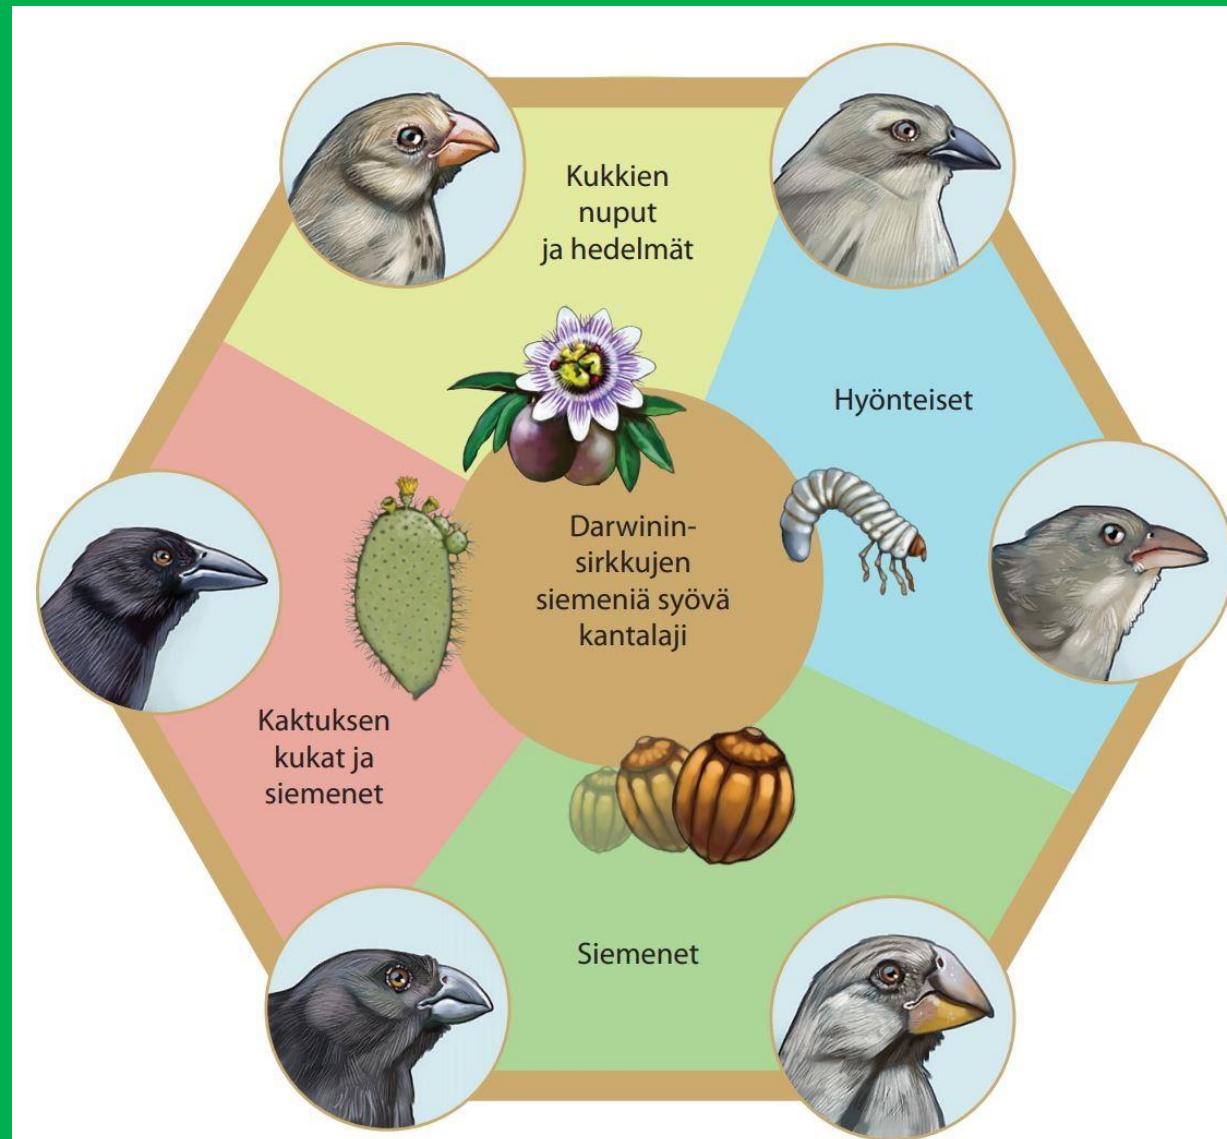 Kukkien
nuput
ja hedelmät
Hyönteiset
Darwinin-
sirkkujen
siemeniä syövä
kantalaji
Kaktuksen
kukat ja
siemenet
Siemenet